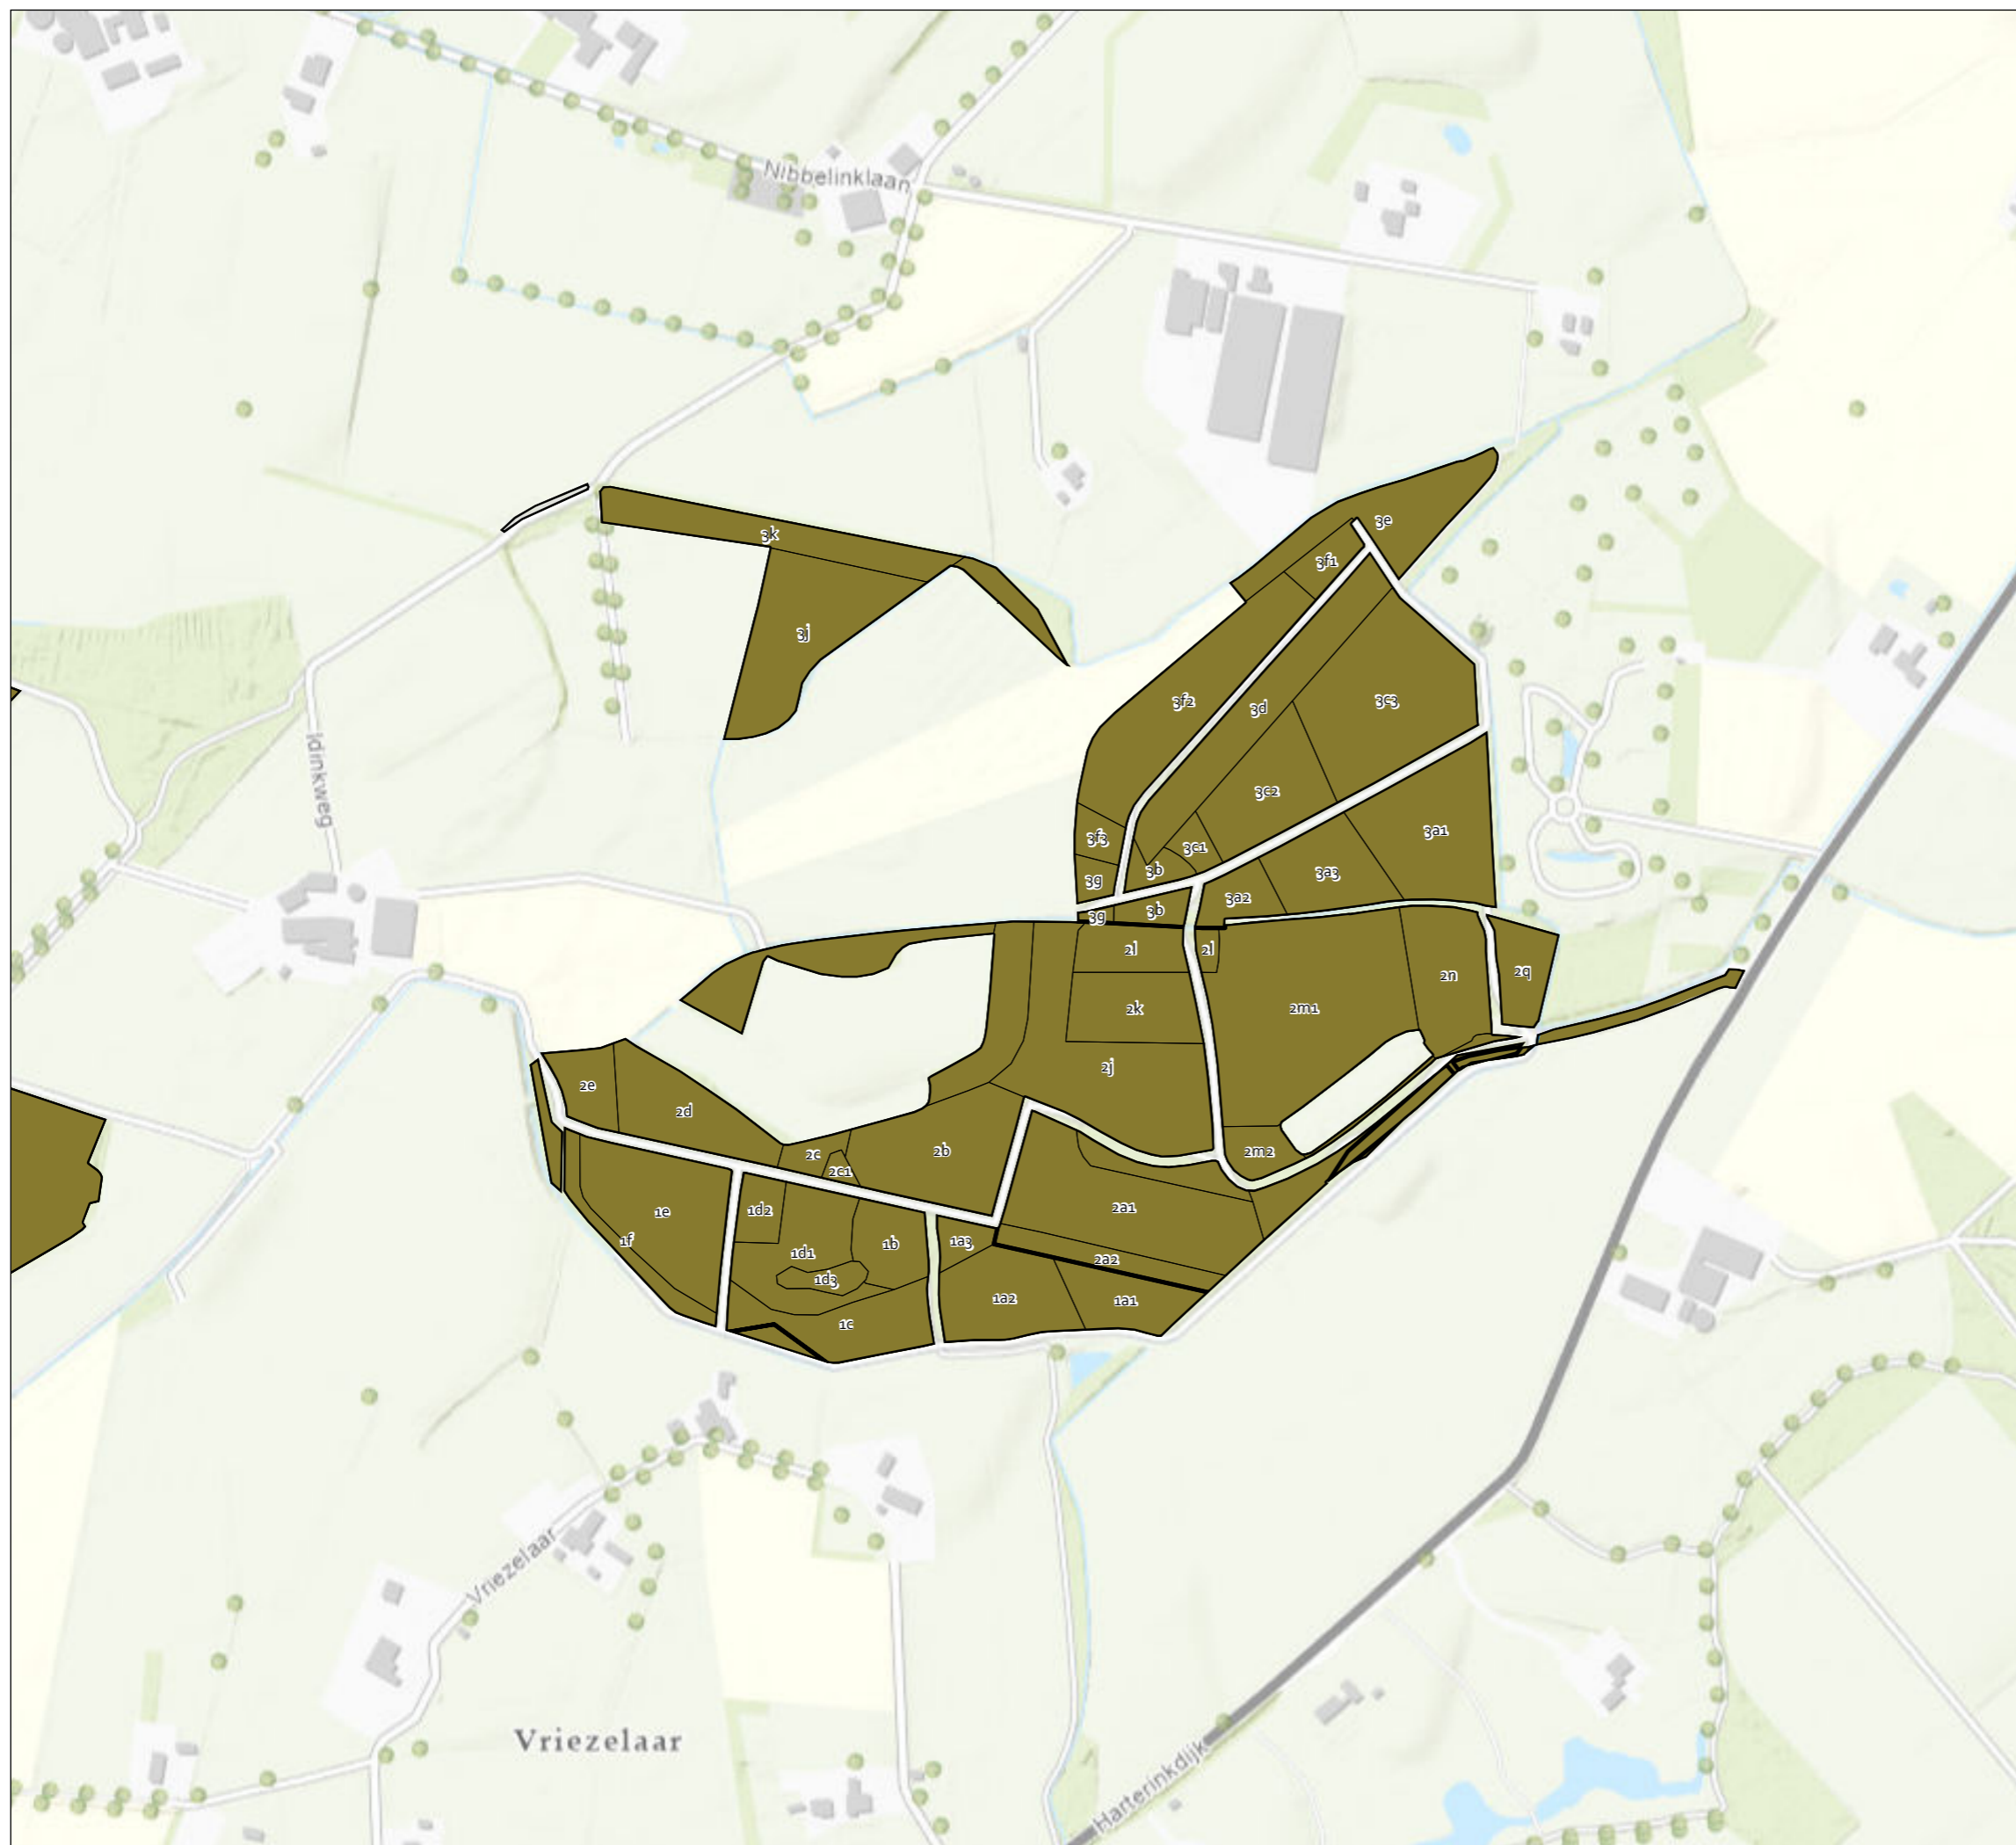 Nibbelinklaan
3e
3k
3f1
3j
3f2
3d
3c3
Idinkweg
3c2
3f3
3a1
3c1
3b
3a3
3g
3a2
3b
3g
2l
2l
2n
2q
2k
2m1
2j
2e
2d
2c
2b
2m2
2c1
1e
1d2
2a1
1f
1b
1a3
1d1
2a2
1d3
1a2
1a1
1c
Vriezelaar
Vriezelaar
Harterinkdijk